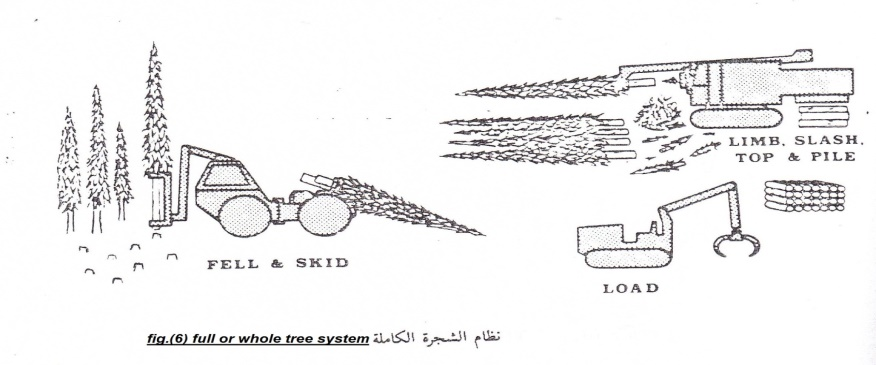 LIMB, SLASH,
TOP & PILE
FELL & SKID
LOAD
fig.(6) full or whole tree system نظام الشجرة الكاملة